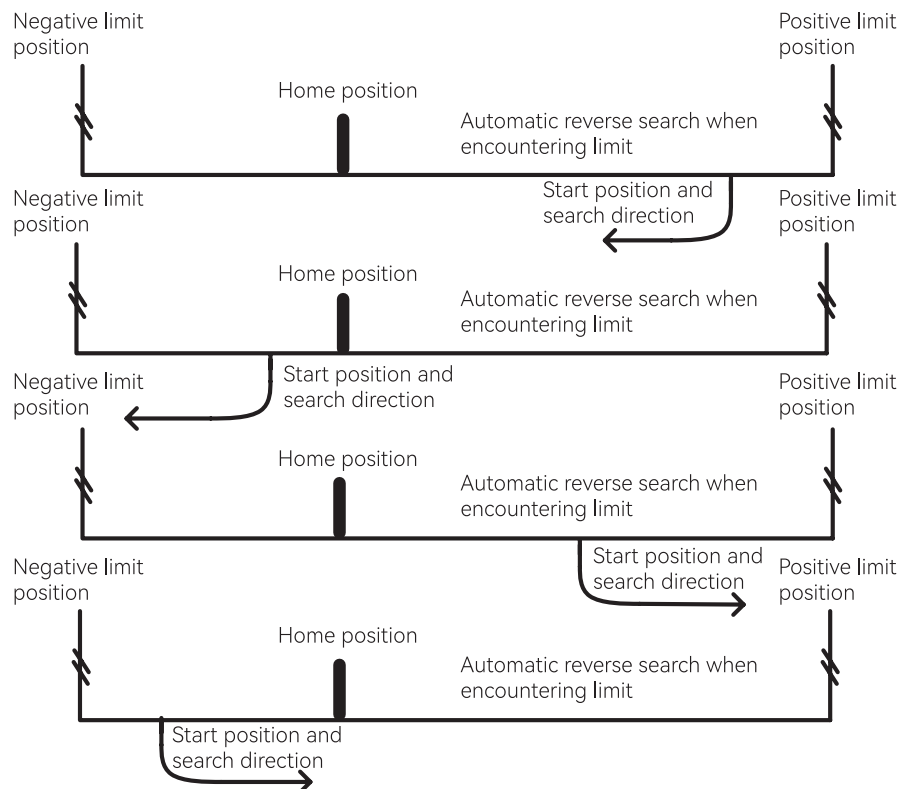 Negative limit
position
Positive limit
position
Home position
Automatic reverse search when
encountering limit
Start position and
search direction
Negative limit
position
Positive limit
position
Home position
Automatic reverse search when
encountering limit
Start position and
search direction
Negative limit
position
Positive limit
position
Home position
Automatic reverse search when
encountering limit
Start position and
search direction
Negative limit
position
Positive limit
position
Home position
Automatic reverse search when
encountering limit
Start position and
search direction